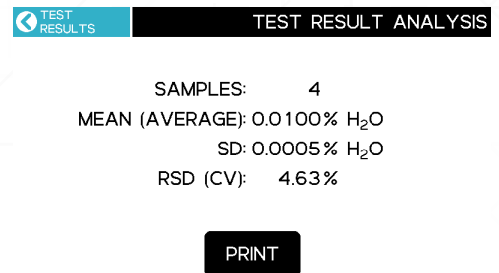 TEST RESULTS
TEST RESULT ANALYSIS
SAMPLES: 4
MEAN (AVERAGE): 0.0100% H₂O
SD: 0.0005% H₂O
RSD (CV): 4.63%
PRINT